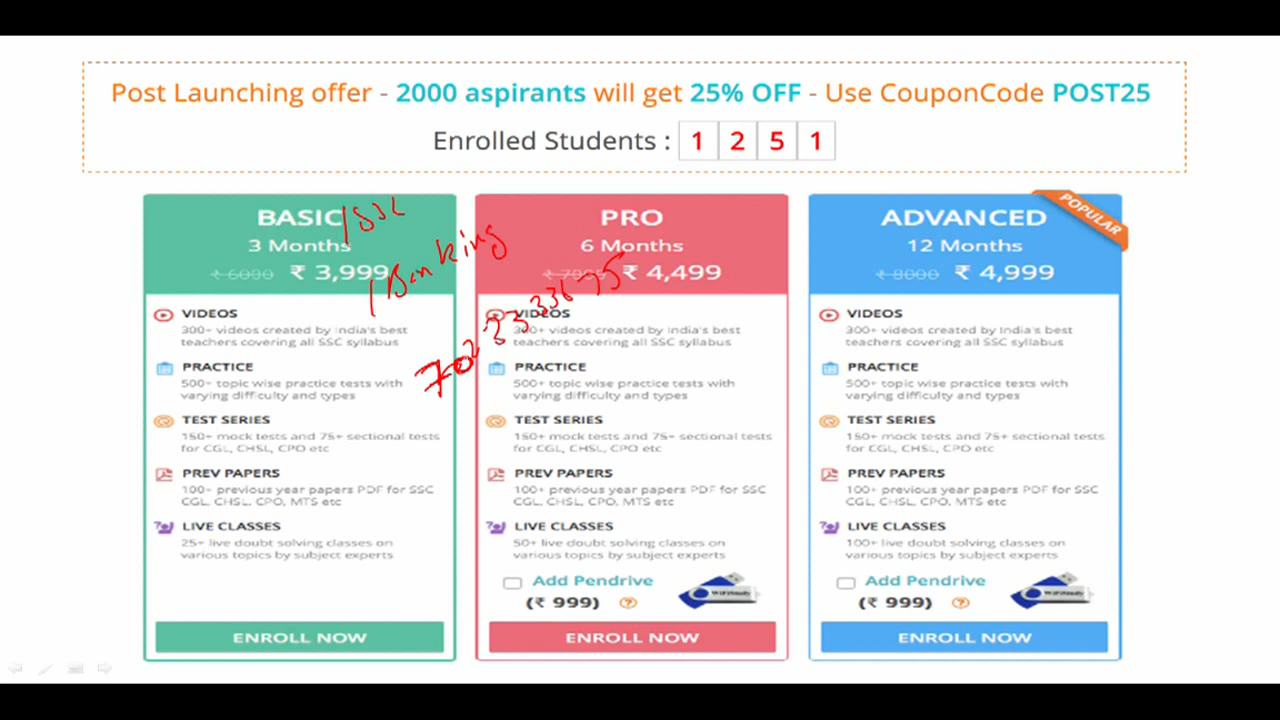 Post Launching offer - 2000 aspirants will get 25% OFF - Use CouponCode POST25
Enrolled Students : 1 2 5 1
BASIC
3 Months
₹ 6000 ₹ 3,999
VIDEOS
300+ videos created by India's best
teachers covering all SSC syllabus
PRACTICE
500+ topic wise practice tests with
varying difficulty and types
TEST SERIES
150+ mock tests and 75+ sectional tests
for CGL, CHSL, CPO etc
PREV PAPERS
100+ previous year papers PDF for SSC
CGL, CHSL, CPO, MTS etc
LIVE CLASSES
25+ live doubt solving classes on
various topics by subject experts
ENROLL NOW
/SSC
/Banking
PRO
6 Months
₹ 4,499
VIDEOS
300+ videos created by India's best
teachers covering all SSC syllabus
PRACTICE
500+ topic wise practice tests with
varying difficulty and types
TEST SERIES
150+ mock tests and 75+ sectional tests
for CGL, CHSL, CPO etc
PREV PAPERS
100+ previous year papers PDF for SSC
CGL, CHSL, CPO, MTS etc
LIVE CLASSES
50+ live doubt solving classes on
various topics by subject experts
Add Pendrive
(₹ 999) ?
ENROLL NOW
POPULAR
ADVANCED
12 Months
₹ 8000 ₹ 4,999
VIDEOS
300+ videos created by India's best
teachers covering all SSC syllabus
PRACTICE
500+ topic wise practice tests with
varying difficulty and types
TEST SERIES
150+ mock tests and 75+ sectional tests
for CGL, CHSL, CPO etc
PREV PAPERS
100+ previous year papers PDF for SSC
CGL, CHSL, CPO, MTS etc
LIVE CLASSES
100+ live doubt solving classes on
various topics by subject experts
Add Pendrive
(₹ 999) ?
ENROLL NOW